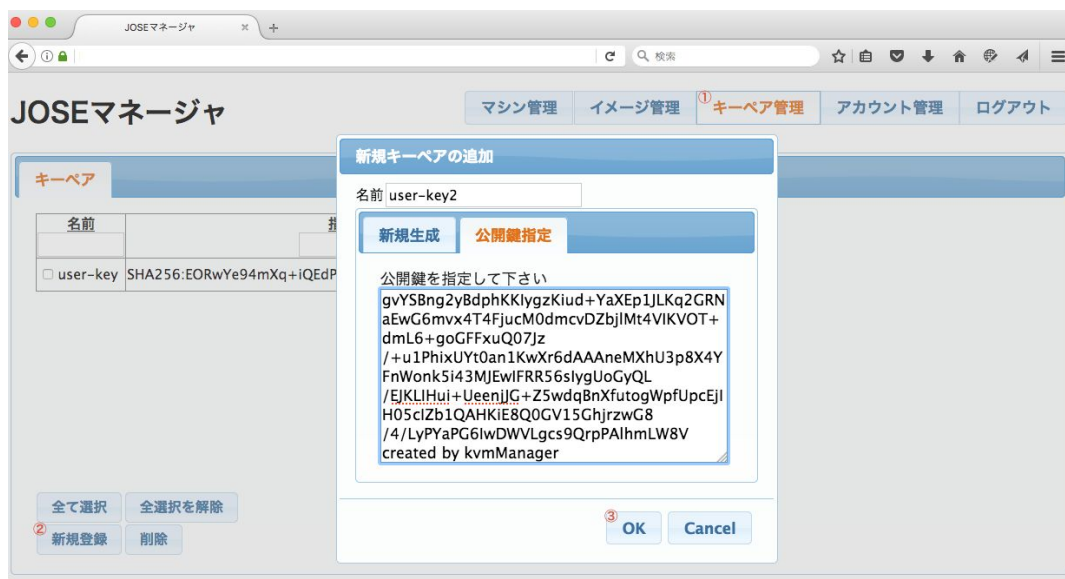 JOSEマネージャ
検索
JOSEマネージャ
マシン管理 イメージ管理 ①キーペア管理 アカウント管理 ログアウト
新規キーペアの追加
キーペア
名前 user-key2
新規生成 公開鍵指定
名前
user-key SHA256:EORwYe94mXq+iQEdP
公開鍵を指定して下さい
gvYSBng2yBdphKKIygzKiud+YaXEp1JLKq2GRN
aEwG6mvx4T4FjucM0dmcvDZbjlMt4VIKVOT+
dmL6+goGFFxuQ07Jz
/+u1PhixUYt0an1KwXr6dAAAneMXhU3p8X4Y
FnWonk5i43MJEwIFRR56sIygUoGyQL
/EJKLIHui+UeenjJG+Z5wdqBnXfutogWpfUpcEjI
H05cIZb1QAHKiE8Q0GV15GhjrzwG8
/4/LyPYaPG6IwDWVLgcs9QrpPAlhmLW8V
created by kvmManager
全て選択 全選択を解除
②新規登録 削除
③OK Cancel